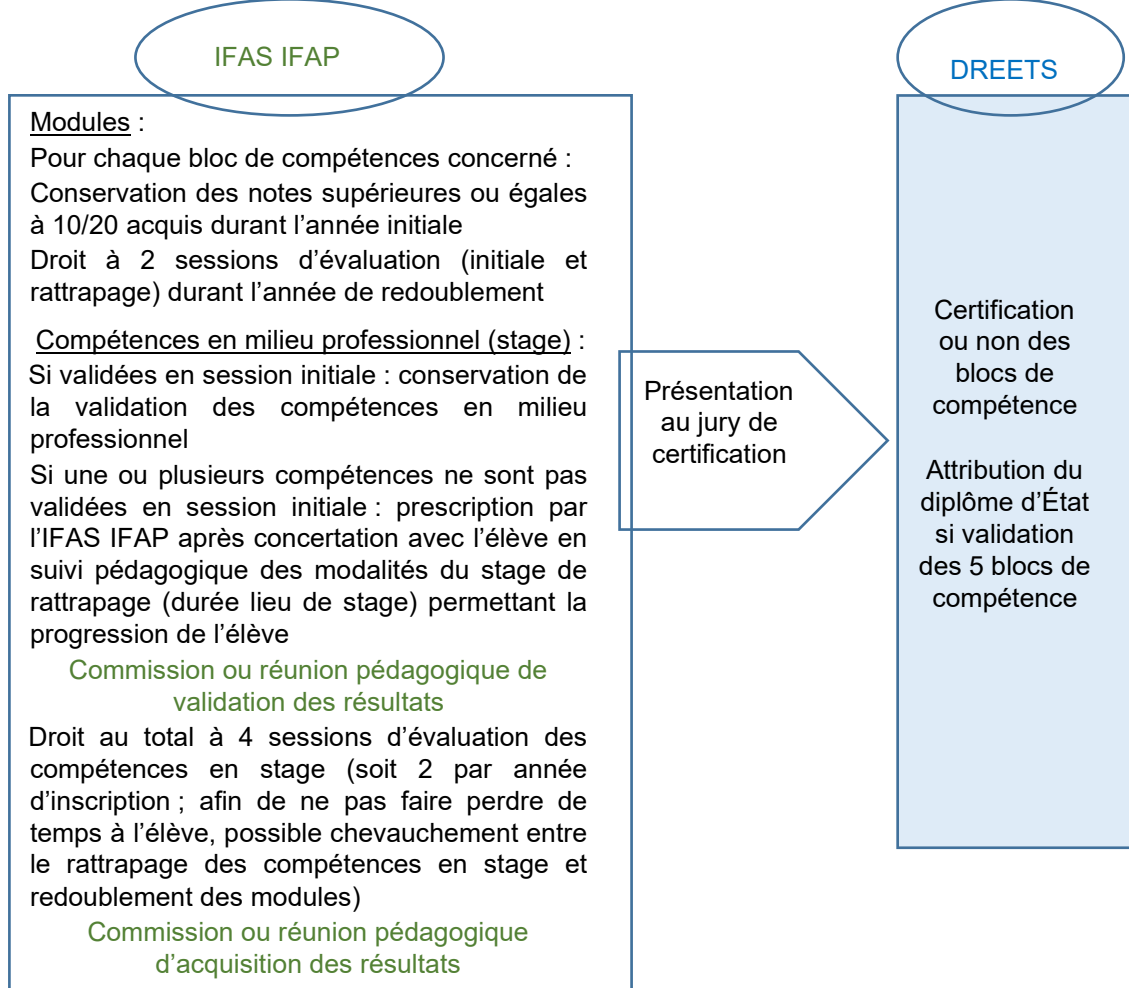 IFAS IFAP
Modules :
Pour chaque bloc de compétences concerné :
Conservation des notes supérieures ou égales
à 10/20 acquis durant l’année initiale
Droit à 2 sessions d’évaluation (initiale et
rattrapage) durant l’année de redoublement
Compétences en milieu professionnel (stage) :
Si validées en session initiale : conservation de
la validation des compétences en milieu
professionnel
Si une ou plusieurs compétences ne sont pas
validées en session initiale : prescription par
l’IFAS IFAP après concertation avec l’élève en
suivi pédagogique des modalités du stage de
rattrapage (durée lieu de stage) permettant la
progression de l’élève
Commission ou réunion pédagogique de
validation des résultats
Droit au total à 4 sessions d’évaluation des
compétences en stage (soit 2 par année
d’inscription ; afin de ne pas faire perdre de
temps à l’élève, possible chevauchement entre
le rattrapage des compétences en stage et
redoublement des modules)
Commission ou réunion pédagogique
d’acquisition des résultats
Présentation
au jury de
certification
DREETS
Certification
ou non des
blocs de
compétence
Attribution du
diplôme d’État
si validation
des 5 blocs de
compétence